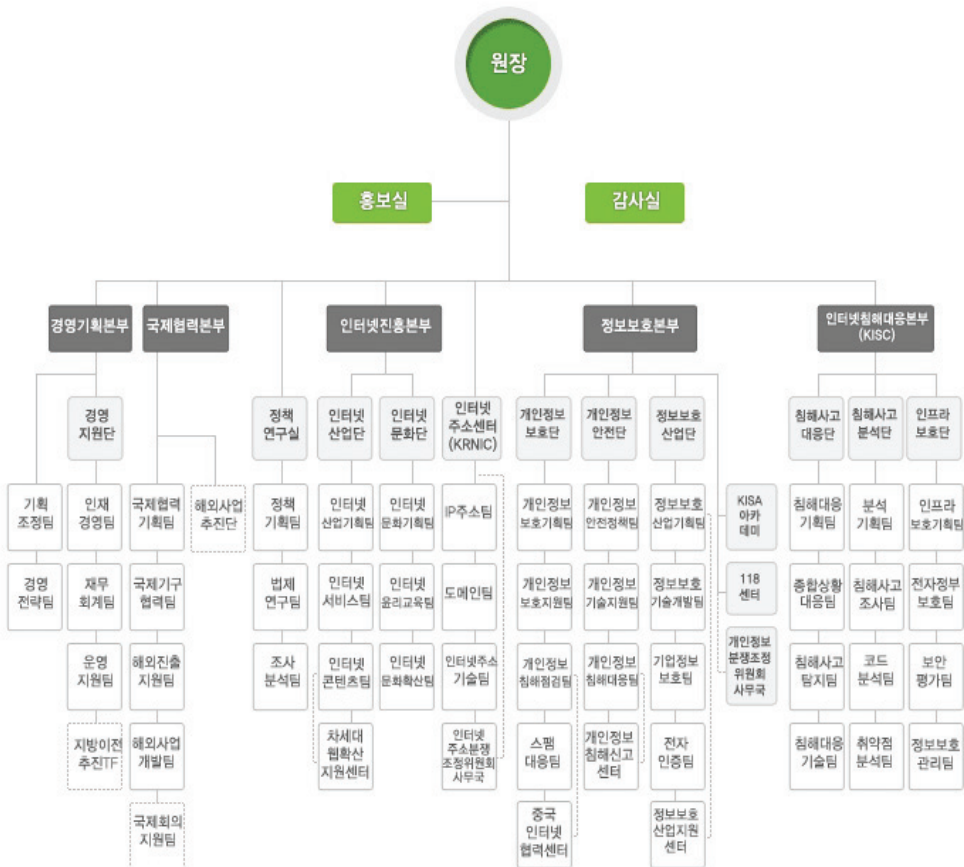 원장
홍보실
감사실
경영기획본부
국제협력본부
인터넷진흥본부
정보보호본부
인터넷침해대응본부
(KISC)
경영
지원단
정책
연구실
인터넷
산업단
인터넷
문화단
인터넷
주소센터
(KRNIC)
개인정보
보호단
개인정보
안전단
정보보호
산업단
침해사고
대응단
침해사고
분석단
인프라
보호단
기획
조정팀
인재
경영팀
국제협력
기획팀
해외사업
추진단
정책
기획팀
인터넷
산업기획팀
인터넷
문화기획팀
IP주소팀
개인정보
보호기획팀
개인정보
안전정책팀
정보보호
산업기획팀
KISA
아카
데미
침해대응
기획팀
분석
기획팀
인프라
보호기획팀
경영
전략팀
재무
회계팀
국제기구
협력팀
법제
연구팀
인터넷
서비스팀
인터넷
윤리교육팀
도메인팀
개인정보
보호지원팀
개인정보
기술지원팀
정보보호
기술개발팀
118
센터
종합상황
대응팀
침해사고
조사팀
전자정부
보호팀
운영
지원팀
해외진출
지원팀
조사
분석팀
인터넷
콘텐츠팀
인터넷
문화확산팀
인터넷주소
기술팀
개인정보
침해점검팀
개인정보
침해대응팀
기업정보
보호팀
개인정보
분쟁조정
위원회
사무국
침해사고
탐지팀
코드
분석팀
보안
평가팀
지방이전
추진TF
해외사업
개발팀
차세대
웹확산
지원센터
인터넷
주소분쟁
조정위원회
사무국
스팸
대응팀
개인정보
침해신고
센터
전자
인증팀
침해대응
기술팀
취약점
분석팀
정보보호
관리팀
국제회의
지원팀
중국
인터넷
협력센터
정보보호
산업지원
센터